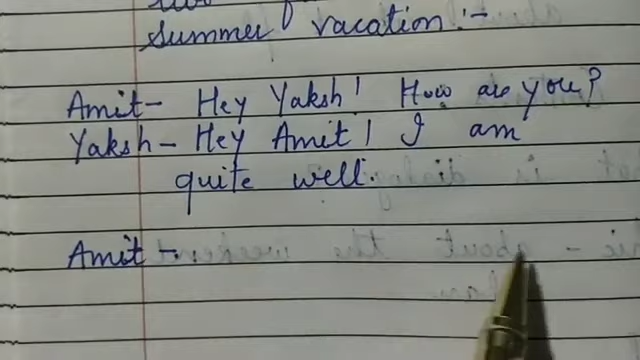 summer vacation :-
Amit - Hey Yaksh! How are you?
Yaksh - Hey Amit! I am
quite well.
Amit -